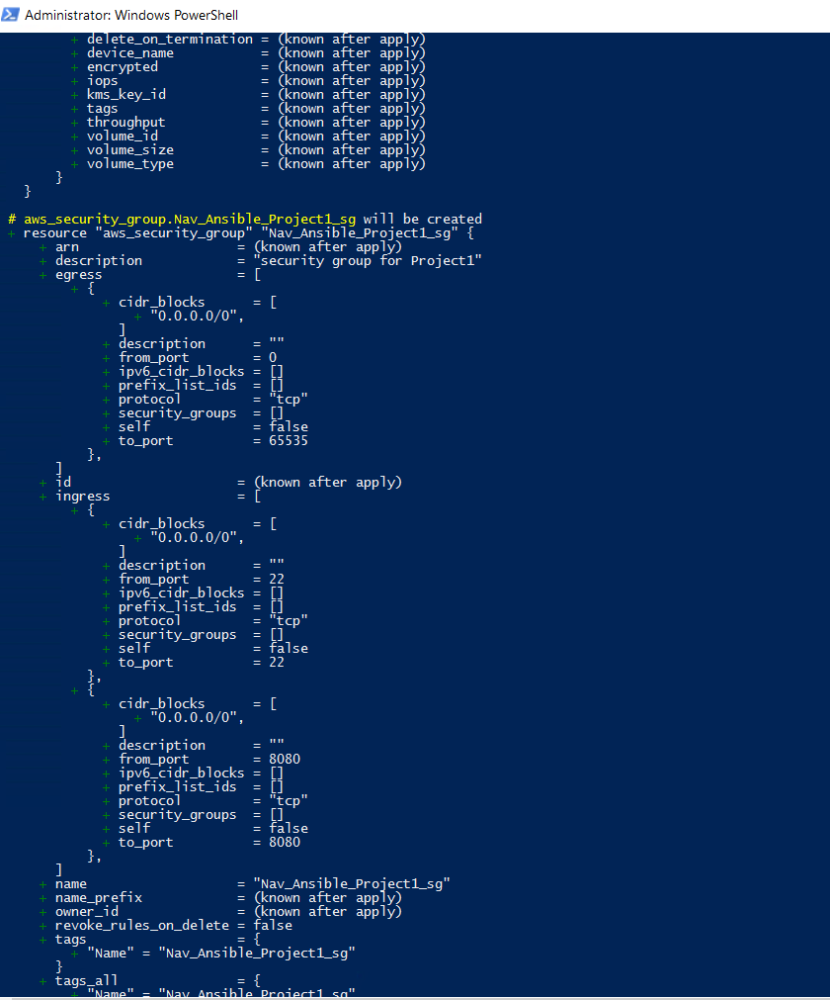 Administrator: Windows PowerShell
+ delete_on_termination = (known after apply)
+ device_name = (known after apply)
+ encrypted = (known after apply)
+ iops = (known after apply)
+ kms_key_id = (known after apply)
+ tags = (known after apply)
+ throughput = (known after apply)
+ volume_id = (known after apply)
+ volume_size = (known after apply)
+ volume_type = (known after apply)
}
}
# aws_security_group.Nav_Ansible_Project1_sg will be created
+ resource "aws_security_group" "Nav_Ansible_Project1_sg" {
+ arn = (known after apply)
+ description = "security group for Project1"
+ egress = [
+ {
+ cidr_blocks = [
+ "0.0.0.0/0",
]
+ description = ""
+ from_port = 0
+ ipv6_cidr_blocks = []
+ prefix_list_ids = []
+ protocol = "tcp"
+ security_groups = []
+ self = false
+ to_port = 65535
},
]
+ id = (known after apply)
+ ingress = [
+ {
+ cidr_blocks = [
+ "0.0.0.0/0",
]
+ description = ""
+ from_port = 22
+ ipv6_cidr_blocks = []
+ prefix_list_ids = []
+ protocol = "tcp"
+ security_groups = []
+ self = false
+ to_port = 22
},
+ {
+ cidr_blocks = [
+ "0.0.0.0/0",
]
+ description = ""
+ from_port = 8080
+ ipv6_cidr_blocks = []
+ prefix_list_ids = []
+ protocol = "tcp"
+ security_groups = []
+ self = false
+ to_port = 8080
},
]
+ name = "Nav_Ansible_Project1_sg"
+ name_prefix = (known after apply)
+ owner_id = (known after apply)
+ revoke_rules_on_delete = false
+ tags = {
+ "Name" = "Nav_Ansible_Project1_sg"
}
+ tags_all = {
+ "Name" = "Nav_Ansible_Project1_sg"